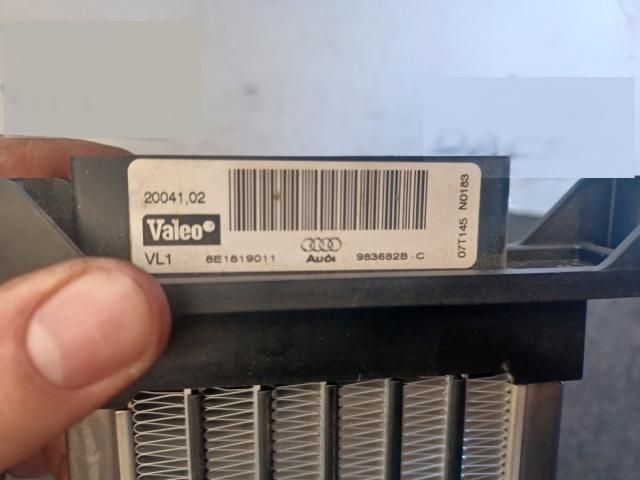 20041,02
Valeo
VL1
8E1819011
Audi
983682B-C
07T145 N0183